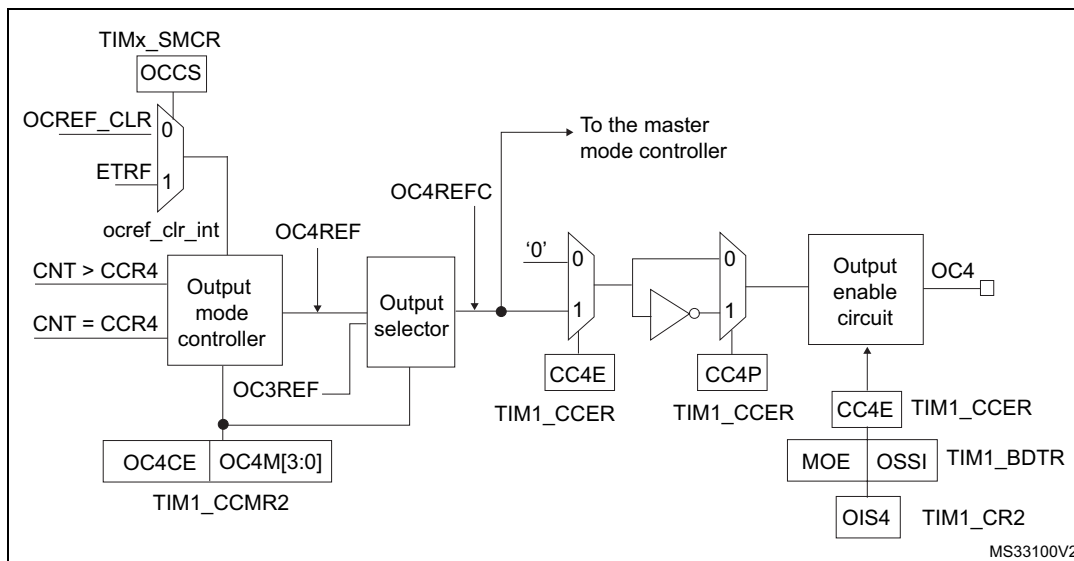 TIMx_SMCR
OCCS
OCREF_CLR
0
ETRF
1
ocref_clr_int
To the master
mode controller
OC4REFC
OC4REF
CNT > CCR4
CNT = CCR4
Output
mode
controller
Output
selector
OC3REF
‘0’
0
1
0
1
Output
enable
circuit
OC4
CC4E
TIM1_CCER
CC4P
TIM1_CCER
CC4E
TIM1_CCER
OC4CE
OC4M[3:0]
TIM1_CCMR2
MOE
OSSI
TIM1_BDTR
OIS4
TIM1_CR2
MS33100V2